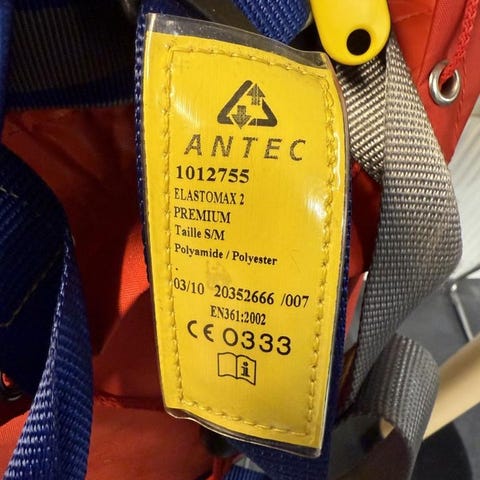 ANTEC
1012755
ELASTOMAX 2
PREMIUM
Taille S/M
Polyamide / Polyester
03/10 20352666 /007
EN361:2002
CE 0333
i